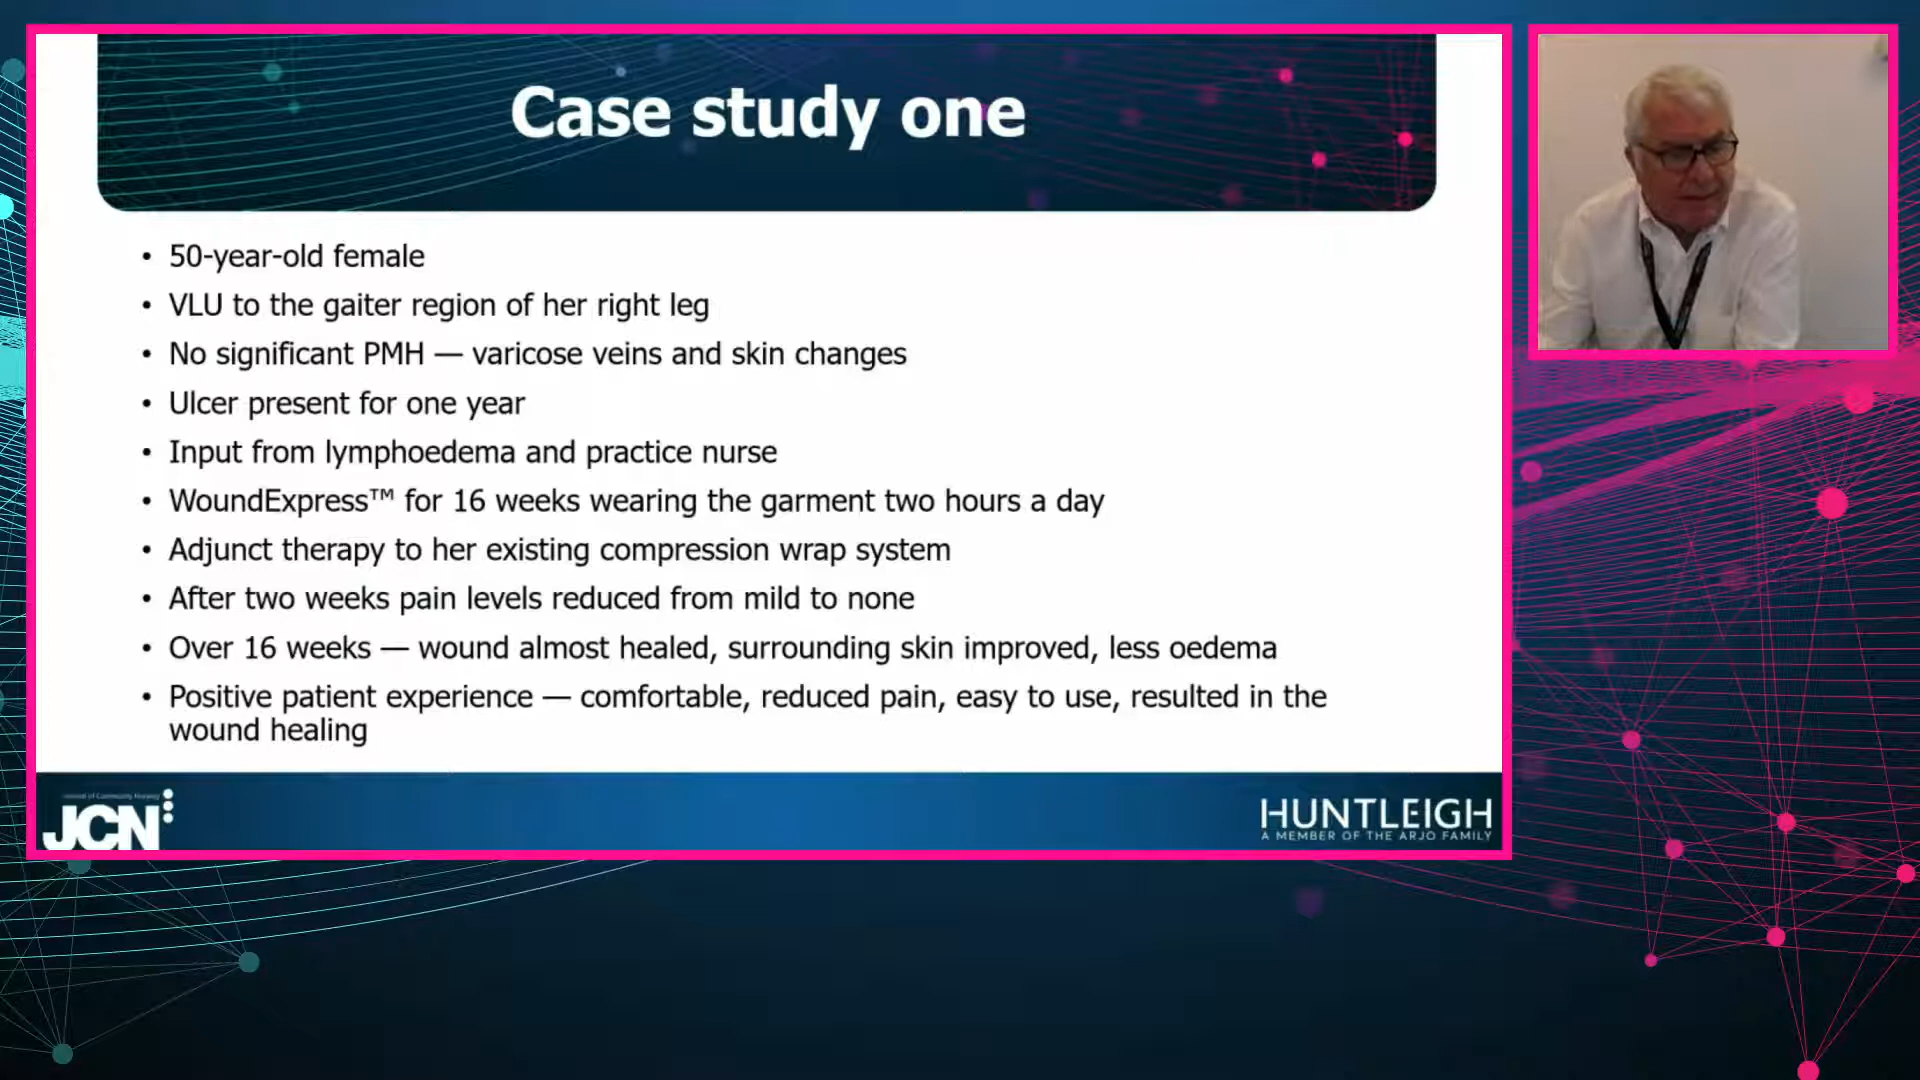 Case study one
• 50-year-old female
• VLU to the gaiter region of her right leg
• No significant PMH — varicose veins and skin changes
• Ulcer present for one year
• Input from lymphoedema and practice nurse
• WoundExpress™ for 16 weeks wearing the garment two hours a day
• Adjunct therapy to her existing compression wrap system
• After two weeks pain levels reduced from mild to none
• Over 16 weeks — wound almost healed, surrounding skin improved, less oedema
• Positive patient experience — comfortable, reduced pain, easy to use, resulted in the
wound healing
Journal of Community Nursing
JCN
HUNTLEIGH
A MEMBER OF THE ARJO FAMILY